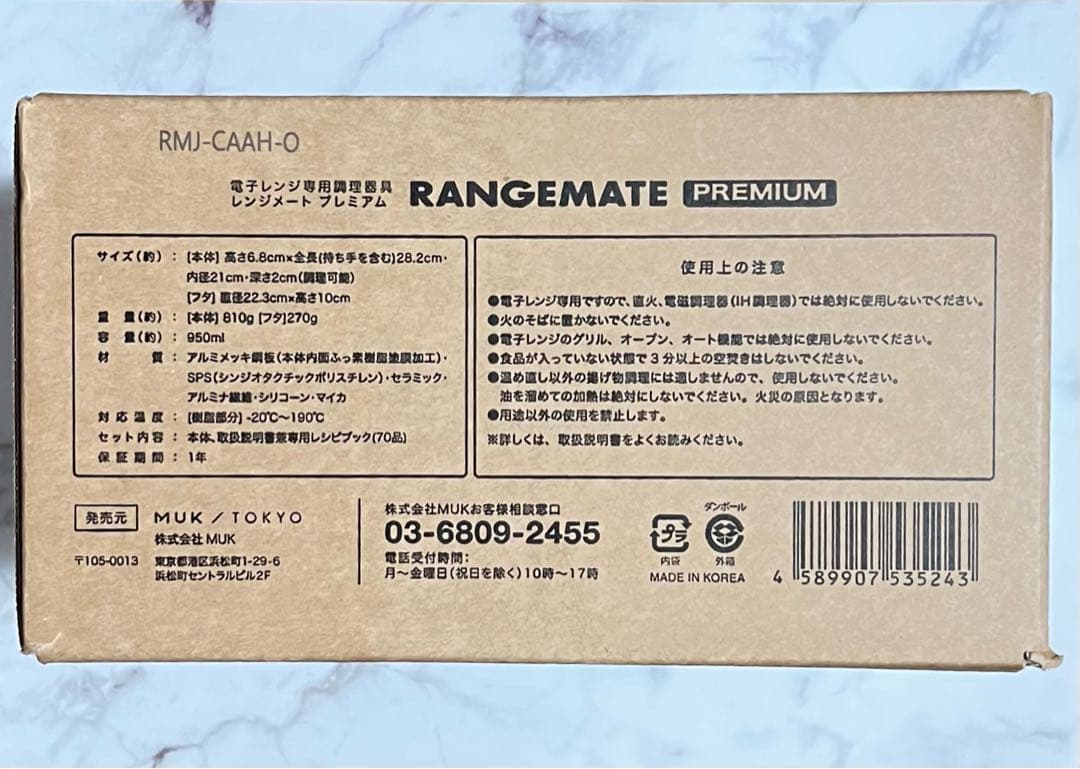 RMJ-CAAH-O
電子レンジ専用調理器具
レンジメート プレミアム
RANGEMATE PREMIUM
サイズ(約)：[本体] 高さ6.8cm×全長(持ち手を含む)28.2cm・
内径21cm・深さ2cm(調理可能)
[フタ] 直径22.3cm×高さ10cm
重量(約)：[本体] 810g [フタ]270g
容量(約)：950ml
材質：アルミメッキ鋼板(本体内面ふっ素樹脂塗膜加工)・
SPS(シンジオタクチックポリスチレン)・セラミック・
アルミナ繊維・シリコーン・マイカ
対応温度：[樹脂部分] -20℃〜190℃
セット内容：本体、取扱説明書兼専用レシピブック(70品)
保証期間：1年
使用上の注意
●電子レンジ専用ですので、直火、電磁調理器(IH調理器)では絶対に使用しないでください。
●火のそばに置かないでください。
●電子レンジのグリル、オーブン、オート機能では絶対に使用しないでください。
●食品が入っていない状態で3分以上の空焚きはしないでください。
●温め直し以外の揚げ物調理には適しませんので、使用しないでください。
油を溜めての加熱は絶対にしないでください。火災の原因となります。
●用途以外の使用を禁止します。
※詳しくは、取扱説明書をよくお読みください。
発売元 MUK / TOKYO
株式会社 MUK
〒105-0013 東京都港区浜松町1-29-6
浜松町セントラルビル2F
株式会社MUKお客様相談窓口
03-6809-2455
電話受付時間：
月〜金曜日(祝日を除く)10時〜17時
ダンボール
プラ
内袋 外箱
MADE IN KOREA
4 589907 535243